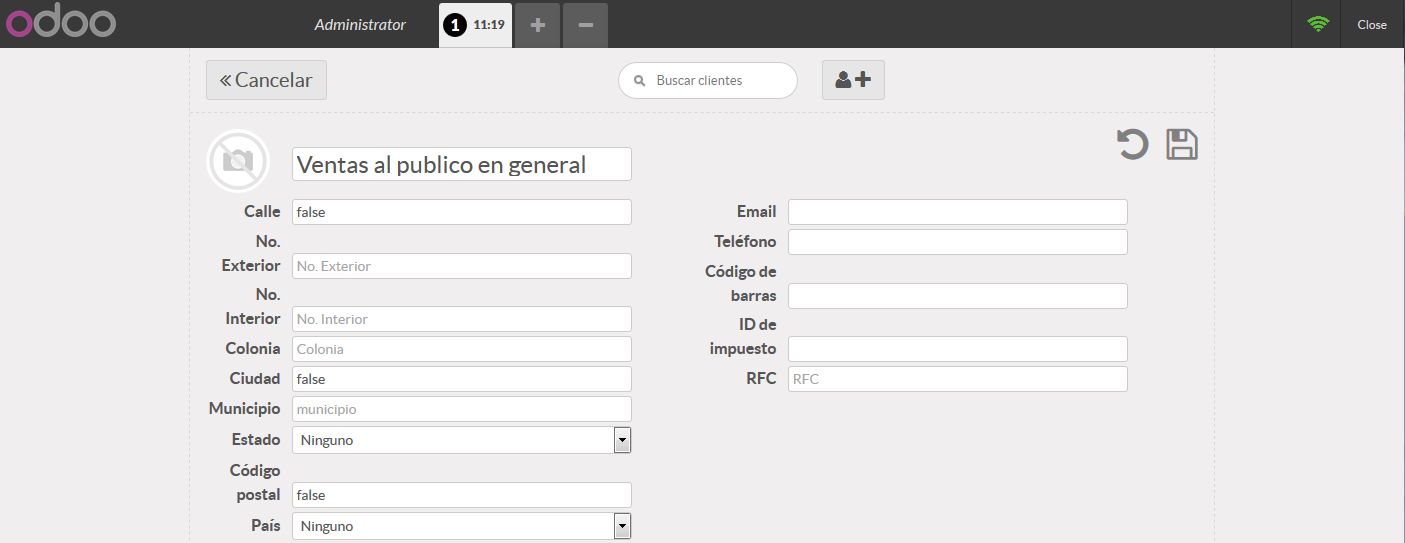 odoo
Administrator
1 11:19
Close
Cancelar
Buscar clientes
Ventas al publico en general
Calle false
No.
Exterior No. Exterior
No.
Interior No. Interior
Colonia Colonia
Ciudad false
Municipio municipio
Estado Ninguno
Código
postal false
País Ninguno
Email
Teléfono
Código de
barras
ID de
impuesto
RFC RFC